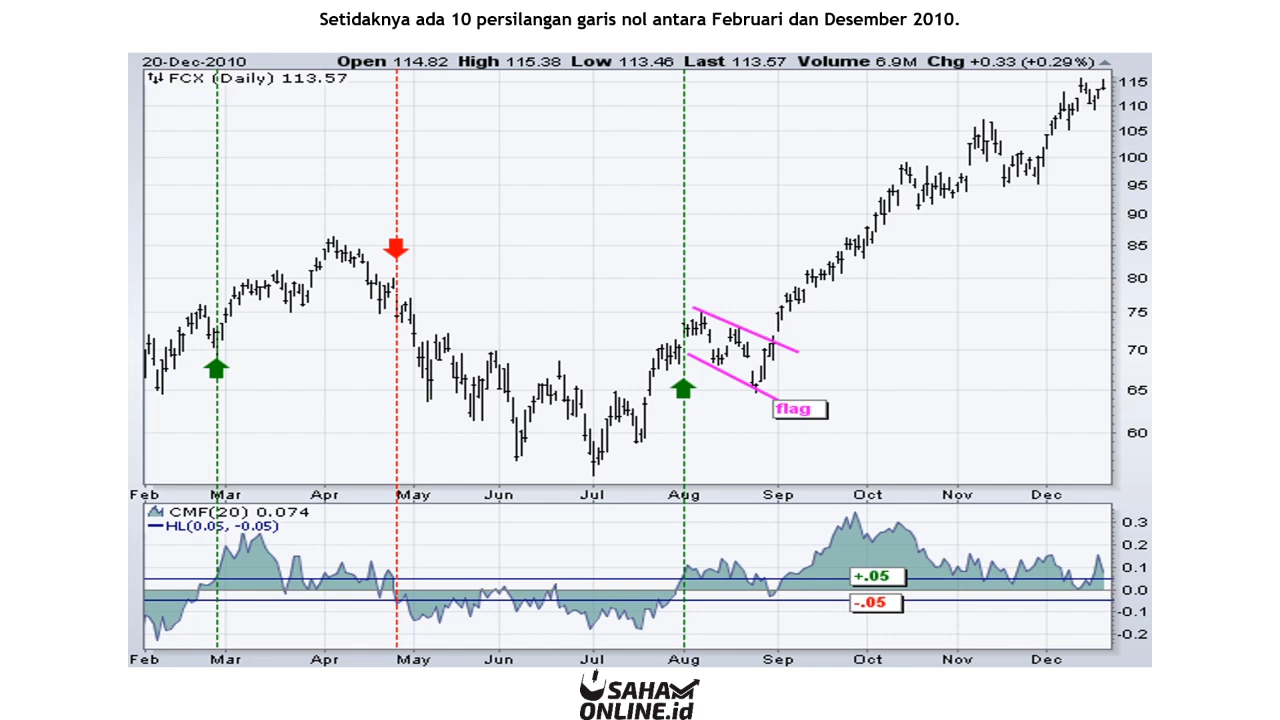 Setidaknya ada 10 persilangan garis nol antara Februari dan Desember 2010.
20-Dec-2010 Open 114.82 High 115.38 Low 113.46 Last 113.57 Volume 6.9M Chg +0.33 (+0.29%)
FCX (Daily) 113.57
115
110
105
100
95
90
85
80
75
70
65
60
flag
Feb Mar Apr May Jun Jul Aug Sep Oct Nov Dec
CMF(20) 0.074
HL(0.05, -0.05)
0.3
0.2
0.1
0.0
-0.1
-0.2
+.05
-.05
Feb Mar Apr May Jun Jul Aug Sep Oct Nov Dec
SAHAM
ONLINE.id